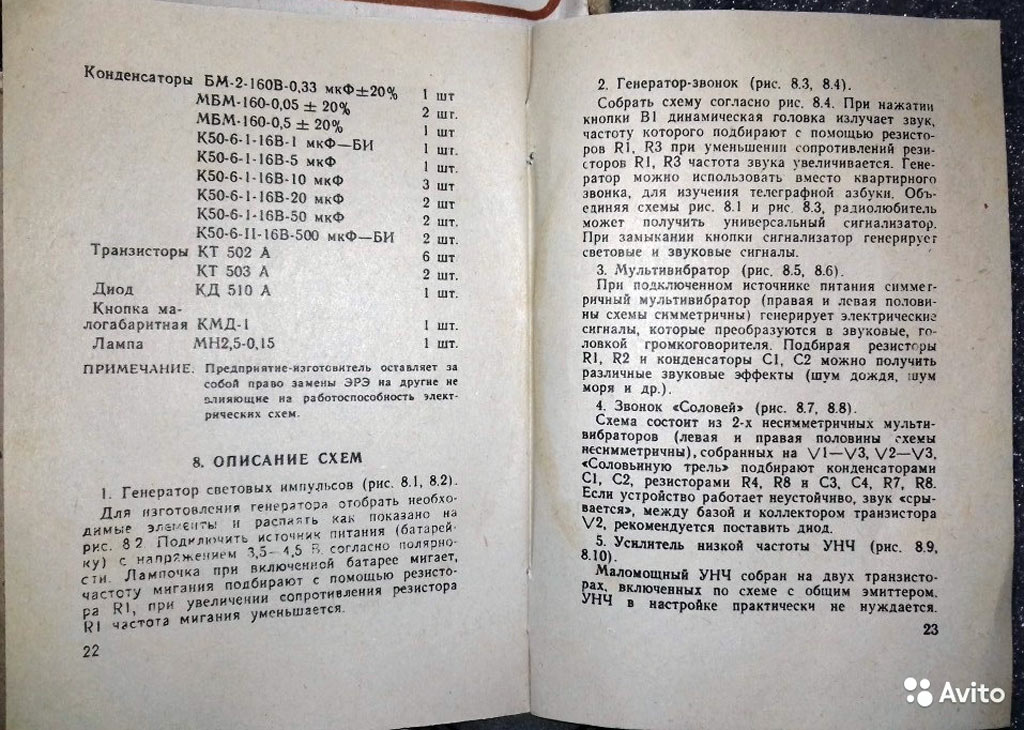 Конденсаторы БМ-2-160В-0,33 мкФ±20% 1 шт
МБМ-160-0,05 ± 20% 2 шт.
МБМ-160-0,5 ± 20% 1 шт
К50-6-1-16В-1 мкФ—БИ 1 шт.
К50-6-1-16В-5 мкФ 1 шт.
К50-6-1-16В-10 мкФ 3 шт
К50-6-1-16В-20 мкФ 2 шт
К50-6-1-16В-50 мкФ 2 шт.
К50-6-II-16В-500 мкФ—БИ 2 шт.
Транзисторы КТ 502 А 6 шт
КТ 503 А 2 шт.
Диод КД 510 А 1 шт.
Кнопка ма-
логабаритная КМД-1 1 шт.
Лампа МН2,5-0,15 1 шт.
ПРИМЕЧАНИЕ. Предприятие-изготовитель оставляет за
собой право замены ЭРЭ на другие не
влияющие на работоспособность элект-
рических схем.
8. ОПИСАНИЕ СХЕМ
1. Генератор световых импульсов (рис. 8.1, 8.2).
Для изготовления генератора отобрать необхо-
димые элементы и распаять как показано на
рис. 8 2. Подключить источник питания (батарей-
ку) с напряжением 3,5—4,5 В согласно полярно-
сти. Лампочка при включенной батарее мигает,
частоту мигания подбирают с помощью резисто-
ра R1, при увеличении сопротивления резистора
R1 частота мигания уменьшается.
22
2. Генератор-звонок (рис. 8.3, 8.4).
Собрать схему согласно рис. 8.4. При нажатии
кнопки В1 динамическая головка излучает звук,
частоту которого подбирают с помощью резисто-
ров R1, R3 при уменьшении сопротивлений рези-
сторов R1, R3 частота звука увеличивается. Гене-
ратор можно использовать вместо квартирного
звонка, для изучения телеграфной азбуки. Объ-
единяя схемы рис. 8.1 и рис. 8.3, радиолюбитель
может получить универсальный сигнализатор.
При замыкании кнопки сигнализатор генерирует
световые и звуковые сигналы.
3. Мультивибратор (рис. 8.5, 8.6).
При подключенном источнике питания симмет-
ричный мультивибратор (правая и левая половин-
ны схемы симметричны) генерирует электрические
сигналы, которые преобразуются в звуковые, го-
ловкой громкоговорителя. Подбирая резисторы
R1, R2 и конденсаторы С1, С2 можно получить
различные звуковые эффекты (шум дождя, шум
моря и др.).
4. Звонок «Соловей» (рис. 8.7, 8.8).
Схема состоит из 2-х несимметричных мульти-
вибраторов (левая и правая половины схемы
несимметричны), собранных на V1—V3, V2—V3,
«Соловьиную трель» подбирают конденсаторами
С1, С2, резисторами R4, R8 и С3, С4, R7, R8.
Если устройство работает неустойчиво, звук «сры-
вается», между базой и коллектором транзистора
V2, рекомендуется поставить диод.
5. Усилитель низкой частоты УНЧ (рис. 8.9,
8.10).
Маломощный УНЧ собран на двух транзисто-
рах, включенных по схеме с общим эмиттером.
УНЧ в настройке практически не нуждается.
23
Avito